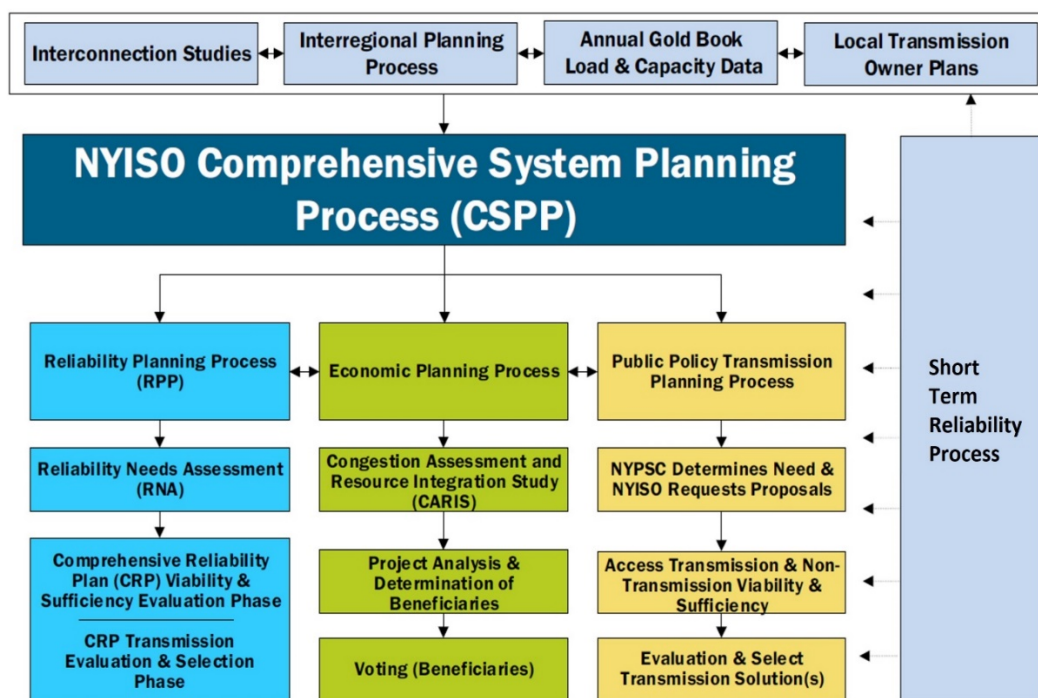 Interconnection Studies
Interregional Planning
Process
Annual Gold Book
Load & Capacity Data
Local Transmission
Owner Plans
NYISO Comprehensive System Planning
Process (CSPP)
Reliability Planning Process
(RPP)
Economic Planning Process
Public Policy Transmission
Planning Process
Short
Term
Reliability
Process
Reliability Needs Assessment
(RNA)
Congestion Assessment and
Resource Integration Study
(CARIS)
NYPSC Determines Need &
NYISO Requests Proposals
Comprehensive Reliability
Plan (CRP) Viability &
Sufficiency Evaluation Phase
CRP Transmission
Evaluation & Selection
Phase
Project Analysis &
Determination of
Beneficiaries
Access Transmission & Non-
Transmission Viability &
Sufficiency
Voting (Beneficiaries)
Evaluation & Select
Transmission Solution(s)